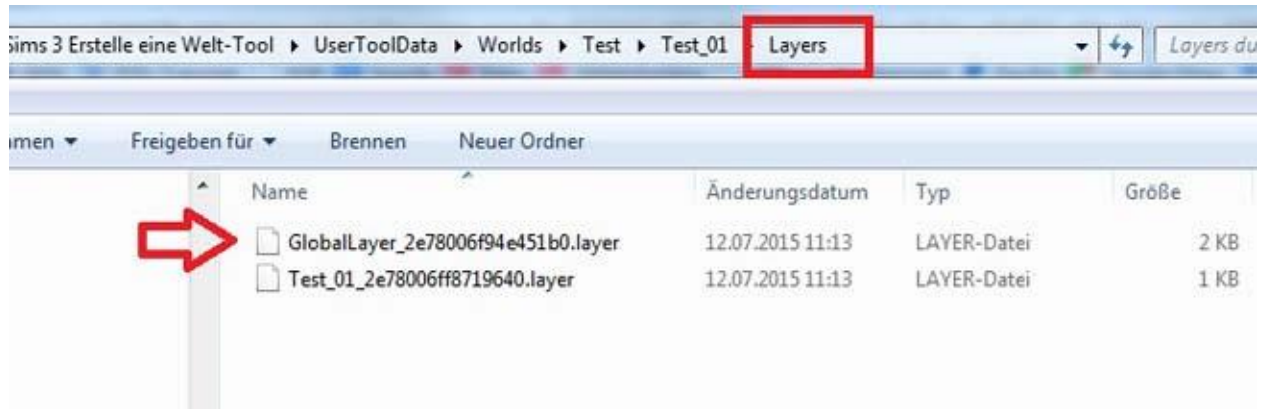 Sims 3 Erstelle eine Welt-Tool ▸ UserToolData ▸ Worlds ▸ Test ▸ Test_01 Layers Layers du
Freigeben für Brennen Neuer Ordner
Name Änderungsdatum Typ Größe
GlobalLayer_2e78006f94e451b0.layer 12.07.2015 11:13 LAYER-Datei 2 KB
Test_01_2e78006ff8719640.layer 12.07.2015 11:13 LAYER-Datei 1 KB